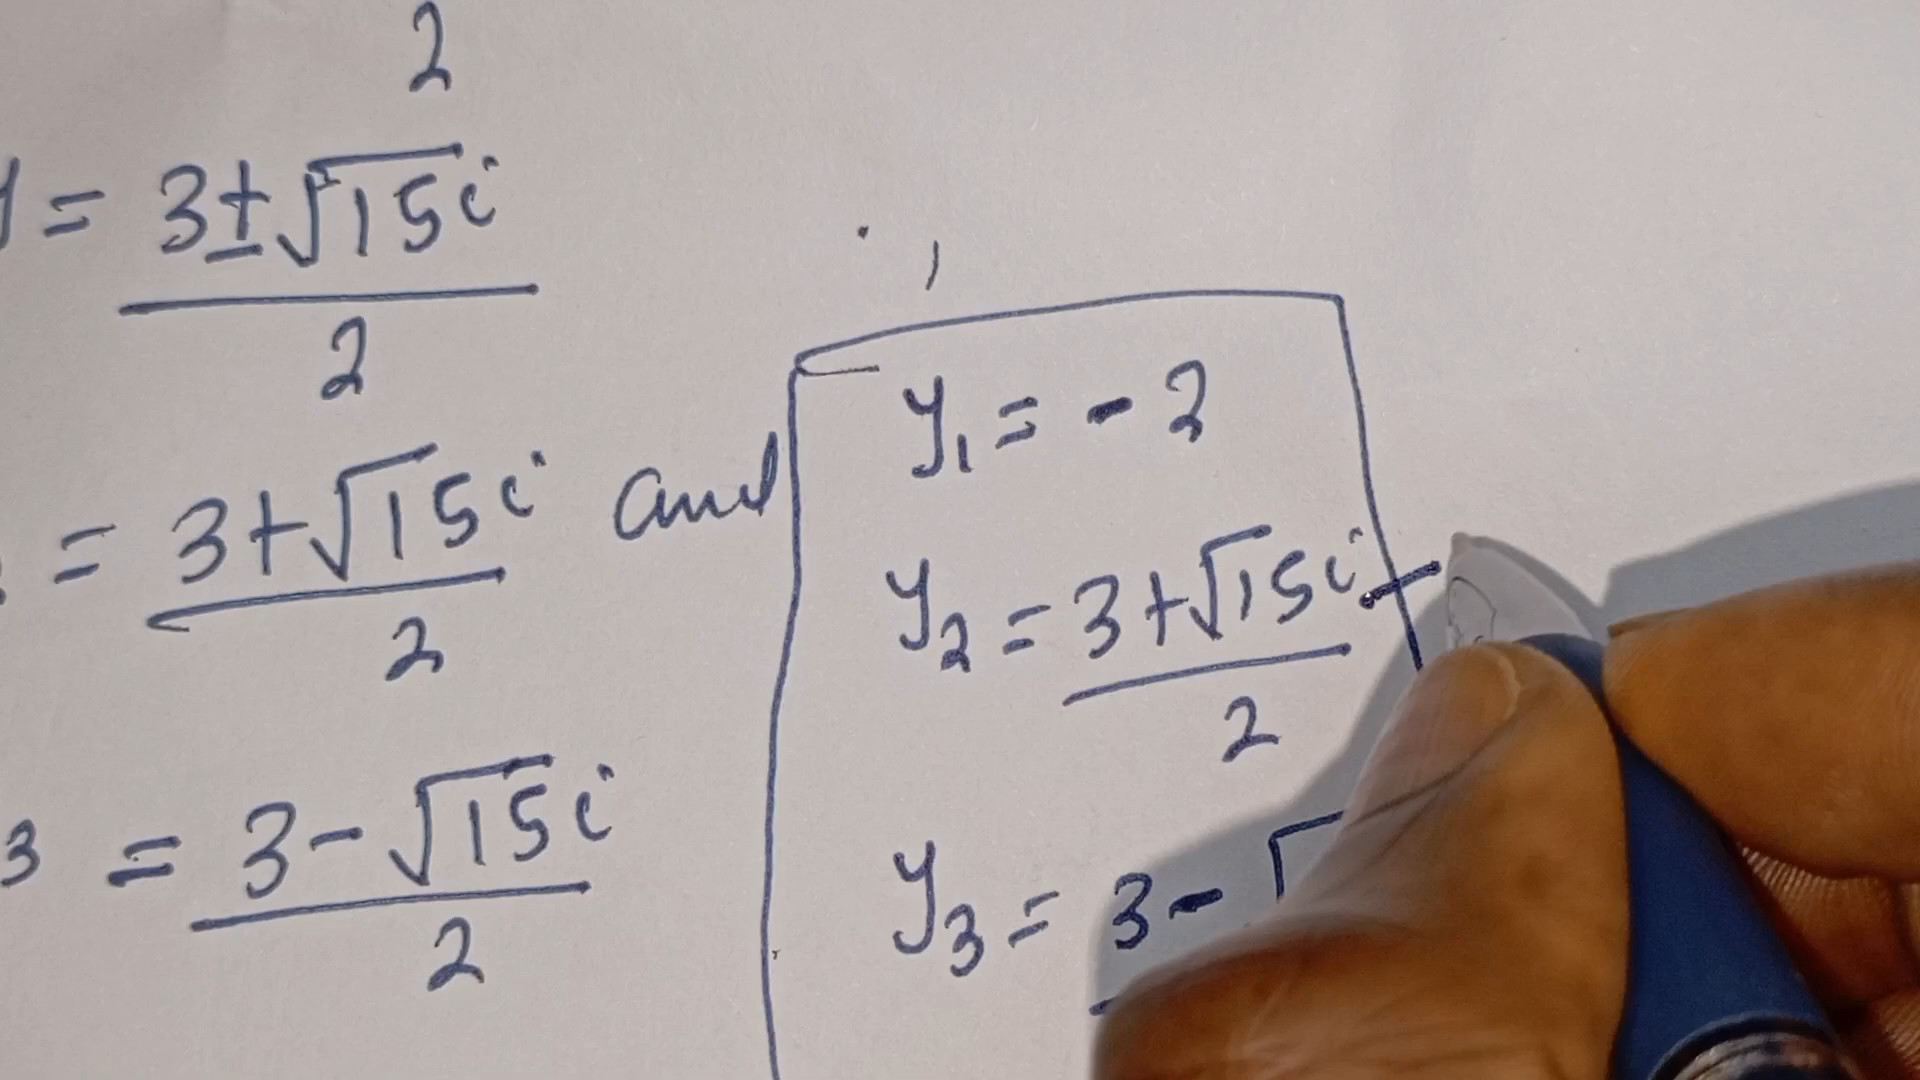 2
y = 3±√15i
2
= 3+√15i and
2
3 = 3-√15i
2
y₁ = -2
y₂ = 3+√15i
2
y₃ = 3-√